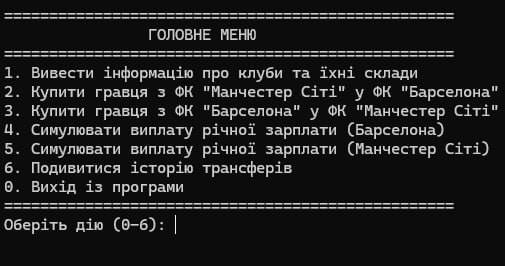 ==================================================
ГОЛОВНЕ МЕНЮ
==================================================
1. Вивести інформацію про клуби та їхні склади
2. Купити гравця з ФК "Манчестер Сіті" у ФК "Барселона"
3. Купити гравця з ФК "Барселона" у ФК "Манчестер Сіті"
4. Симулювати виплату річної зарплати (Барселона)
5. Симулювати виплату річної зарплати (Манчестер Сіті)
6. Подивитися історію трансферів
0. Вихід із програми
==================================================
Оберіть дію (0-6):